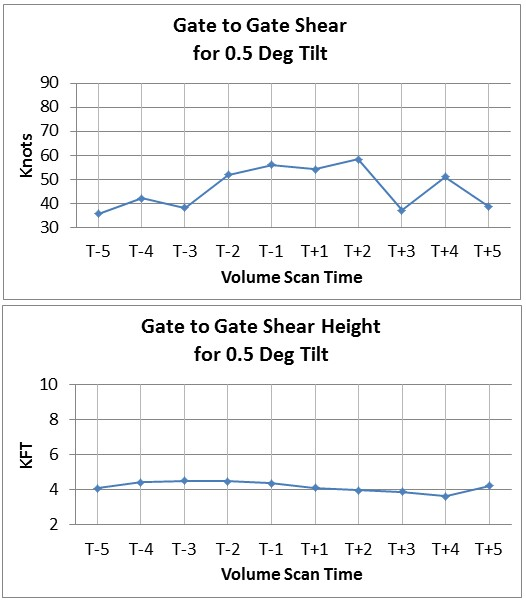 Gate to Gate Shear
for 0.5 Deg Tilt
90
80
70
60
50
40
30
Knots
T-5 T-4 T-3 T-2 T-1 T+1 T+2 T+3 T+4 T+5
Volume Scan Time
Gate to Gate Shear Height
for 0.5 Deg Tilt
10
8
6
4
2
KFT
T-5 T-4 T-3 T-2 T-1 T+1 T+2 T+3 T+4 T+5
Volume Scan Time